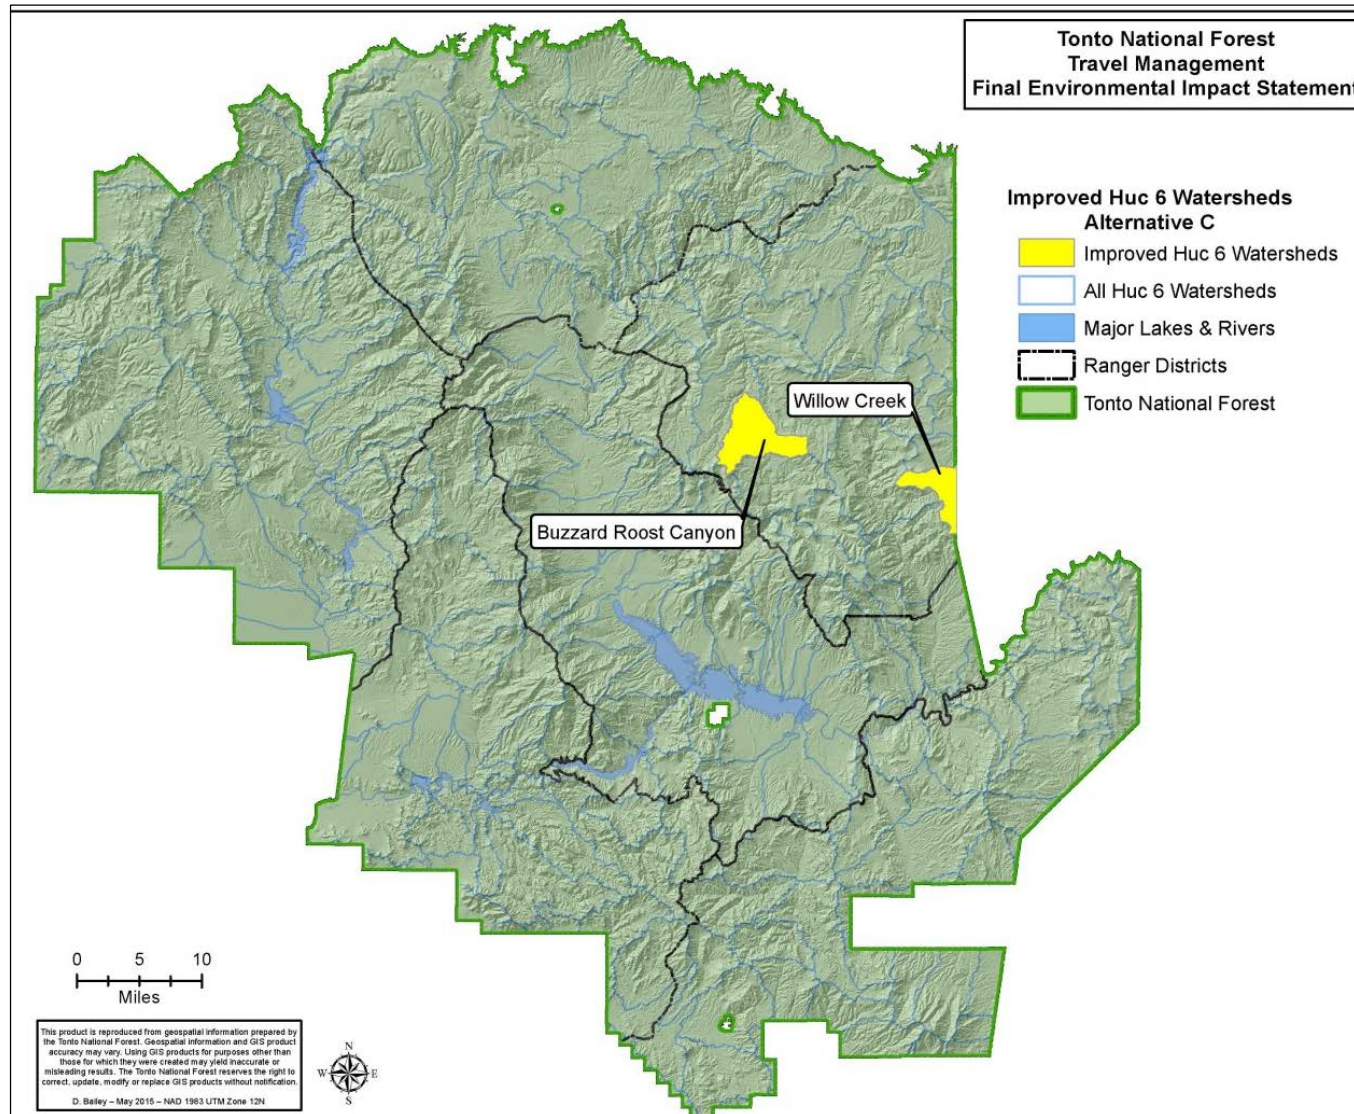 Tonto National Forest
Travel Management
Final Environmental Impact Statement
Improved Huc 6 Watersheds
Alternative C
Improved Huc 6 Watersheds
All Huc 6 Watersheds
Major Lakes & Rivers
Ranger Districts
Tonto National Forest
Willow Creek
Buzzard Roost Canyon
0 5 10
Miles
This product is reproduced from geospatial information prepared by
the Tonto National Forest. Geospatial information and GIS product
accuracy may vary. Using GIS products for purposes other than
those for which they were created may yield inaccurate or
misleading results. The Tonto National Forest reserves the right to
correct, update, modify or replace GIS products without notification.
D. Bailey – May 2015 – NAD 1983 UTM Zone 12N
N
W E
S